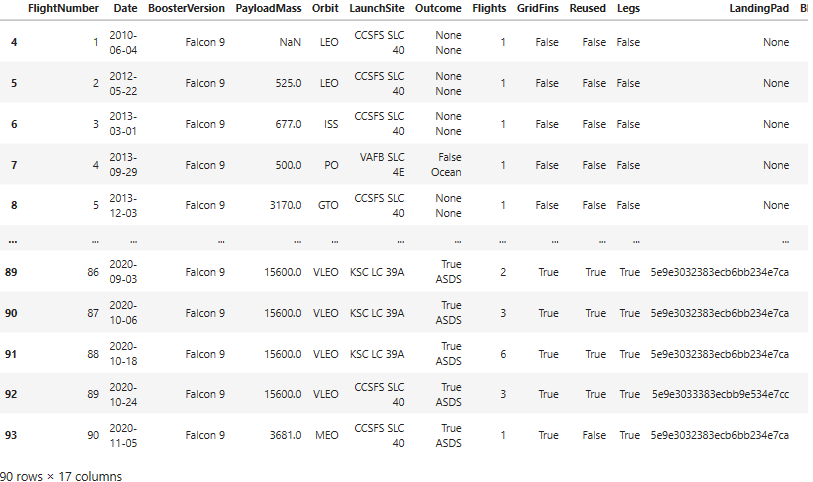 FlightNumber Date BoosterVersion PayloadMass Orbit LaunchSite Outcome Flights GridFins Reused Legs LandingPad Bl
4 1 2010-06-04 Falcon 9 NaN LEO CCSFS SLC 40 None None 1 False False False None
5 2 2012-05-22 Falcon 9 525.0 LEO CCSFS SLC 40 None None 1 False False False None
6 3 2013-03-01 Falcon 9 677.0 ISS CCSFS SLC 40 None None 1 False False False None
7 4 2013-09-29 Falcon 9 500.0 PO VAFB SLC 4E False Ocean 1 False False False None
8 5 2013-12-03 Falcon 9 3170.0 GTO CCSFS SLC 40 None None 1 False False False None
... ... ... ... ... ... ... ... ... ... ... ... ...
89 86 2020-09-03 Falcon 9 15600.0 VLEO KSC LC 39A True ASDS 2 True True True 5e9e3032383ecb6bb234e7ca
90 87 2020-10-06 Falcon 9 15600.0 VLEO KSC LC 39A True ASDS 3 True True True 5e9e3032383ecb6bb234e7ca
91 88 2020-10-18 Falcon 9 15600.0 VLEO KSC LC 39A True ASDS 6 True True True 5e9e3032383ecb6bb234e7ca
92 89 2020-10-24 Falcon 9 15600.0 VLEO CCSFS SLC 40 True ASDS 3 True True True 5e9e3033383ecbb9e534e7cc
93 90 2020-11-05 Falcon 9 3681.0 MEO CCSFS SLC 40 True ASDS 1 True False True 5e9e3032383ecb6bb234e7ca
90 rows × 17 columns